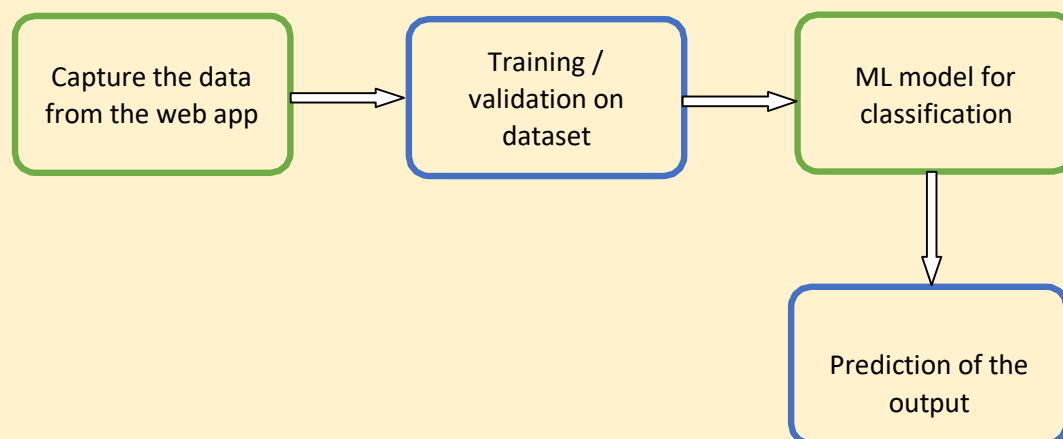 Capture the data
from the web app
Training /
validation on
dataset
ML model for
classification
Prediction of the
output